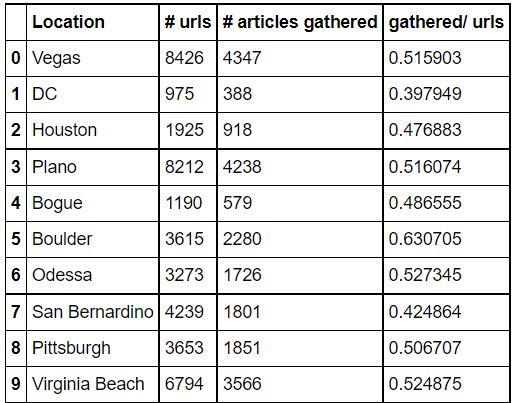 Location # urls # articles gathered gathered/ urls
0 Vegas 8426 4347 0.515903
1 DC 975 388 0.397949
2 Houston 1925 918 0.476883
3 Plano 8212 4238 0.516074
4 Bogue 1190 579 0.486555
5 Boulder 3615 2280 0.630705
6 Odessa 3273 1726 0.527345
7 San Bernardino 4239 1801 0.424864
8 Pittsburgh 3653 1851 0.506707
9 Virginia Beach 6794 3566 0.524875